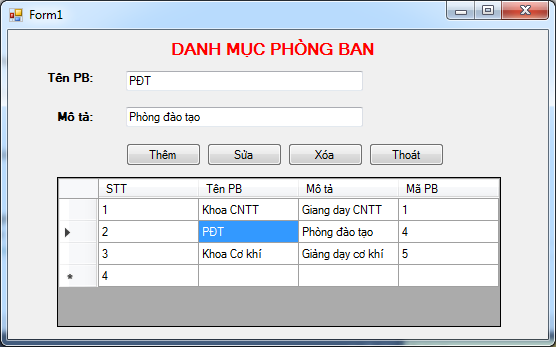 Form1
DANH MỤC PHÒNG BAN
Tên PB: PĐT
Mô tả: Phòng đào tạo
Thêm Sửa Xóa Thoát
STT Tên PB Mô tả Mã PB
1 Khoa CNTT Giang day CNTT 1
2 PĐT Phòng đào tạo 4
3 Khoa Cơ khí Giảng dạy cơ khí 5
* 4